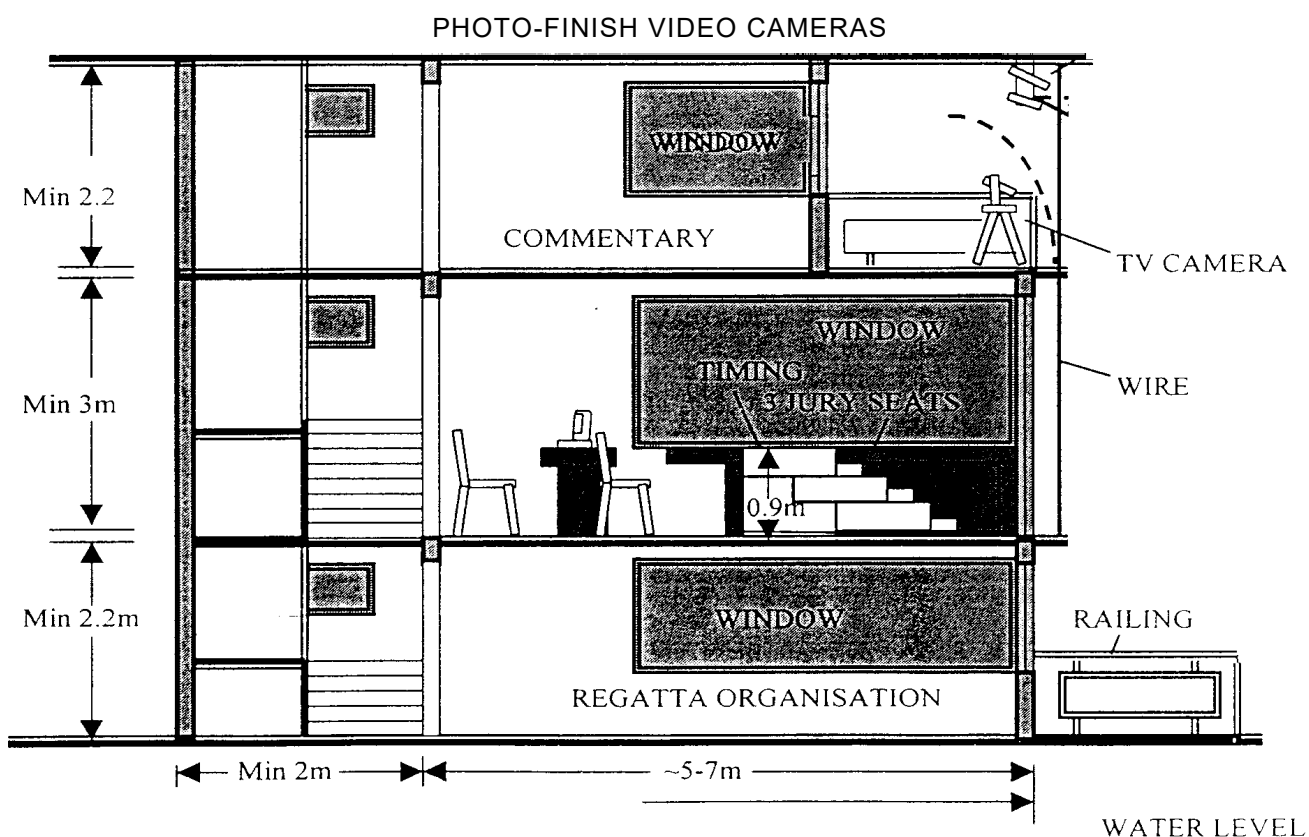 PHOTO-FINISH VIDEO CAMERAS
WINDOW
Min 2.2
COMMENTARY
TV CAMERA
WINDOW
TIMING
WIRE
3 JURY SEATS
Min 3m
0.9m
Min 2.2m
WINDOW
RAILING
REGATTA ORGANISATION
Min 2m
~5-7m
WATER LEVEL